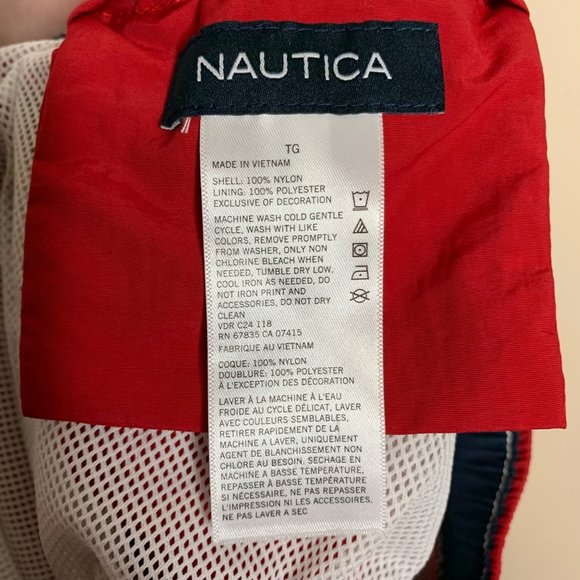 NAUTICA
TG
MADE IN VIETNAM
SHELL: 100% NYLON
LINING: 100% POLYESTER
EXCLUSIVE OF DECORATION
MACHINE WASH COLD GENTLE
CYCLE, WASH WITH LIKE
COLORS, REMOVE PROMPTLY
FROM WASHER, ONLY NON
CHLORINE BLEACH WHEN
NEEDED, TUMBLE DRY LOW,
COOL IRON AS NEEDED, DO
NOT IRON PRINT AND
ACCESSORIES, DO NOT DRY
CLEAN
VDR C24 118
RN 67835 CA 07415
FABRIQUE AU VIETNAM
COQUE: 100% NYLON
DOUBLURE: 100% POLYESTER
À L'EXCEPTION DES DÉCORATION
LAVER À LA MACHINE À L'EAU
FROIDE AU CYCLE DÉLICAT, LAVER
AVEC COULEURS SEMBLABLES,
RETIRER RAPIDEMENT DE LA
MACHINE A LAVER, UNIQUEMENT
AGENT DE BLANCHISSEMENT NON
CHLORE AU BESOIN, SECHAGE EN
MACHINE A BASSE TEMPERATURE,
REPASSER À BASSE TEMPERATURE
SI NÉCESSAIRE, NE PAS REPASSER
L'IMPRESSION NI LES ACCESSOIRES
NE PAS LAVER A SEC